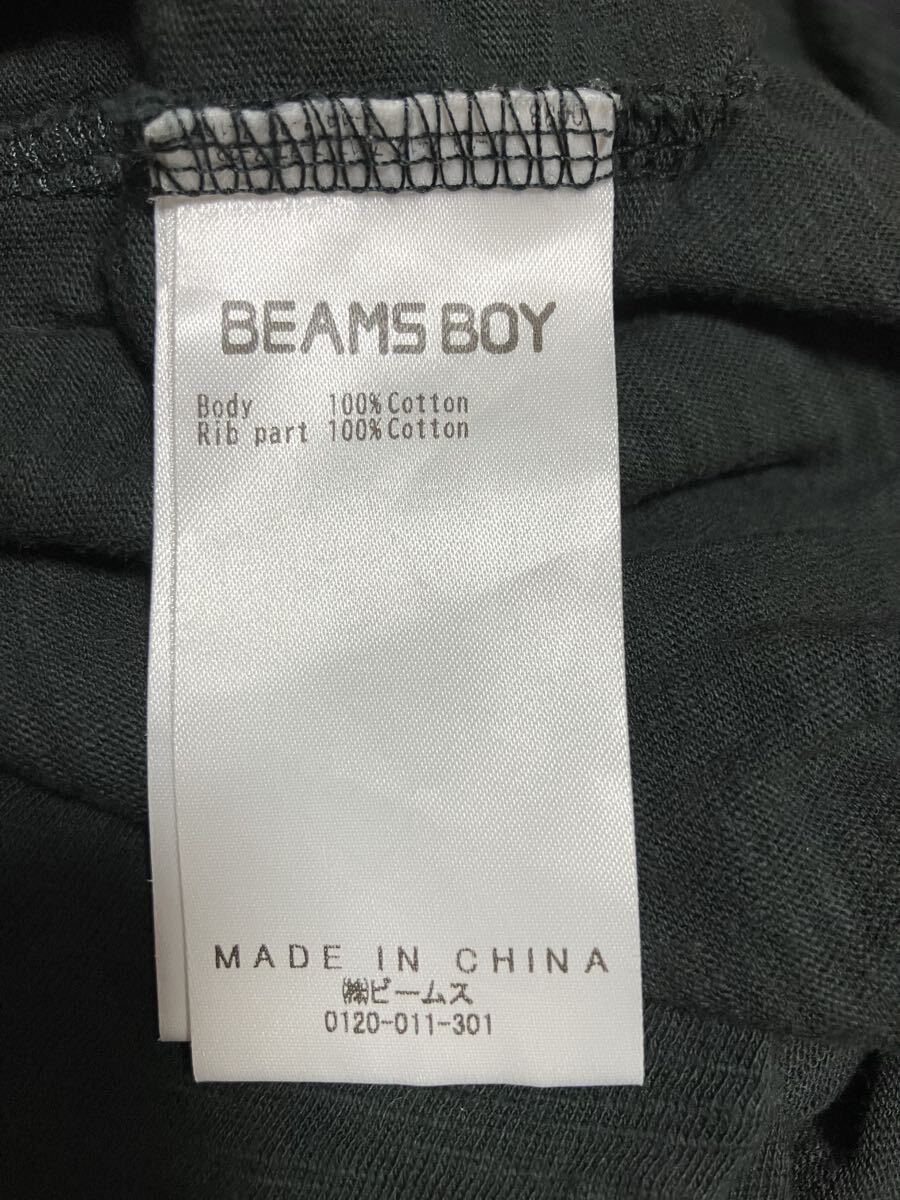 BEAMS BOY
Body 100% Cotton
Rib part 100% Cotton
MADE IN CHINA
㈱ビームス
0120-011-301